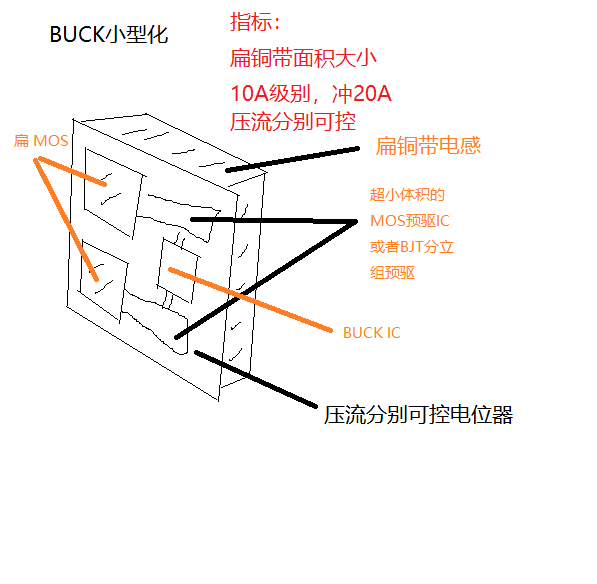 BUCK小型化
指标：
扁铜带面积大小
10A级别，冲20A
压流分别可控
扁 MOS
扁铜带电感
超小体积的
MOS预驱IC
或者BJT分立
组预驱
BUCK IC
压流分别可控电位器